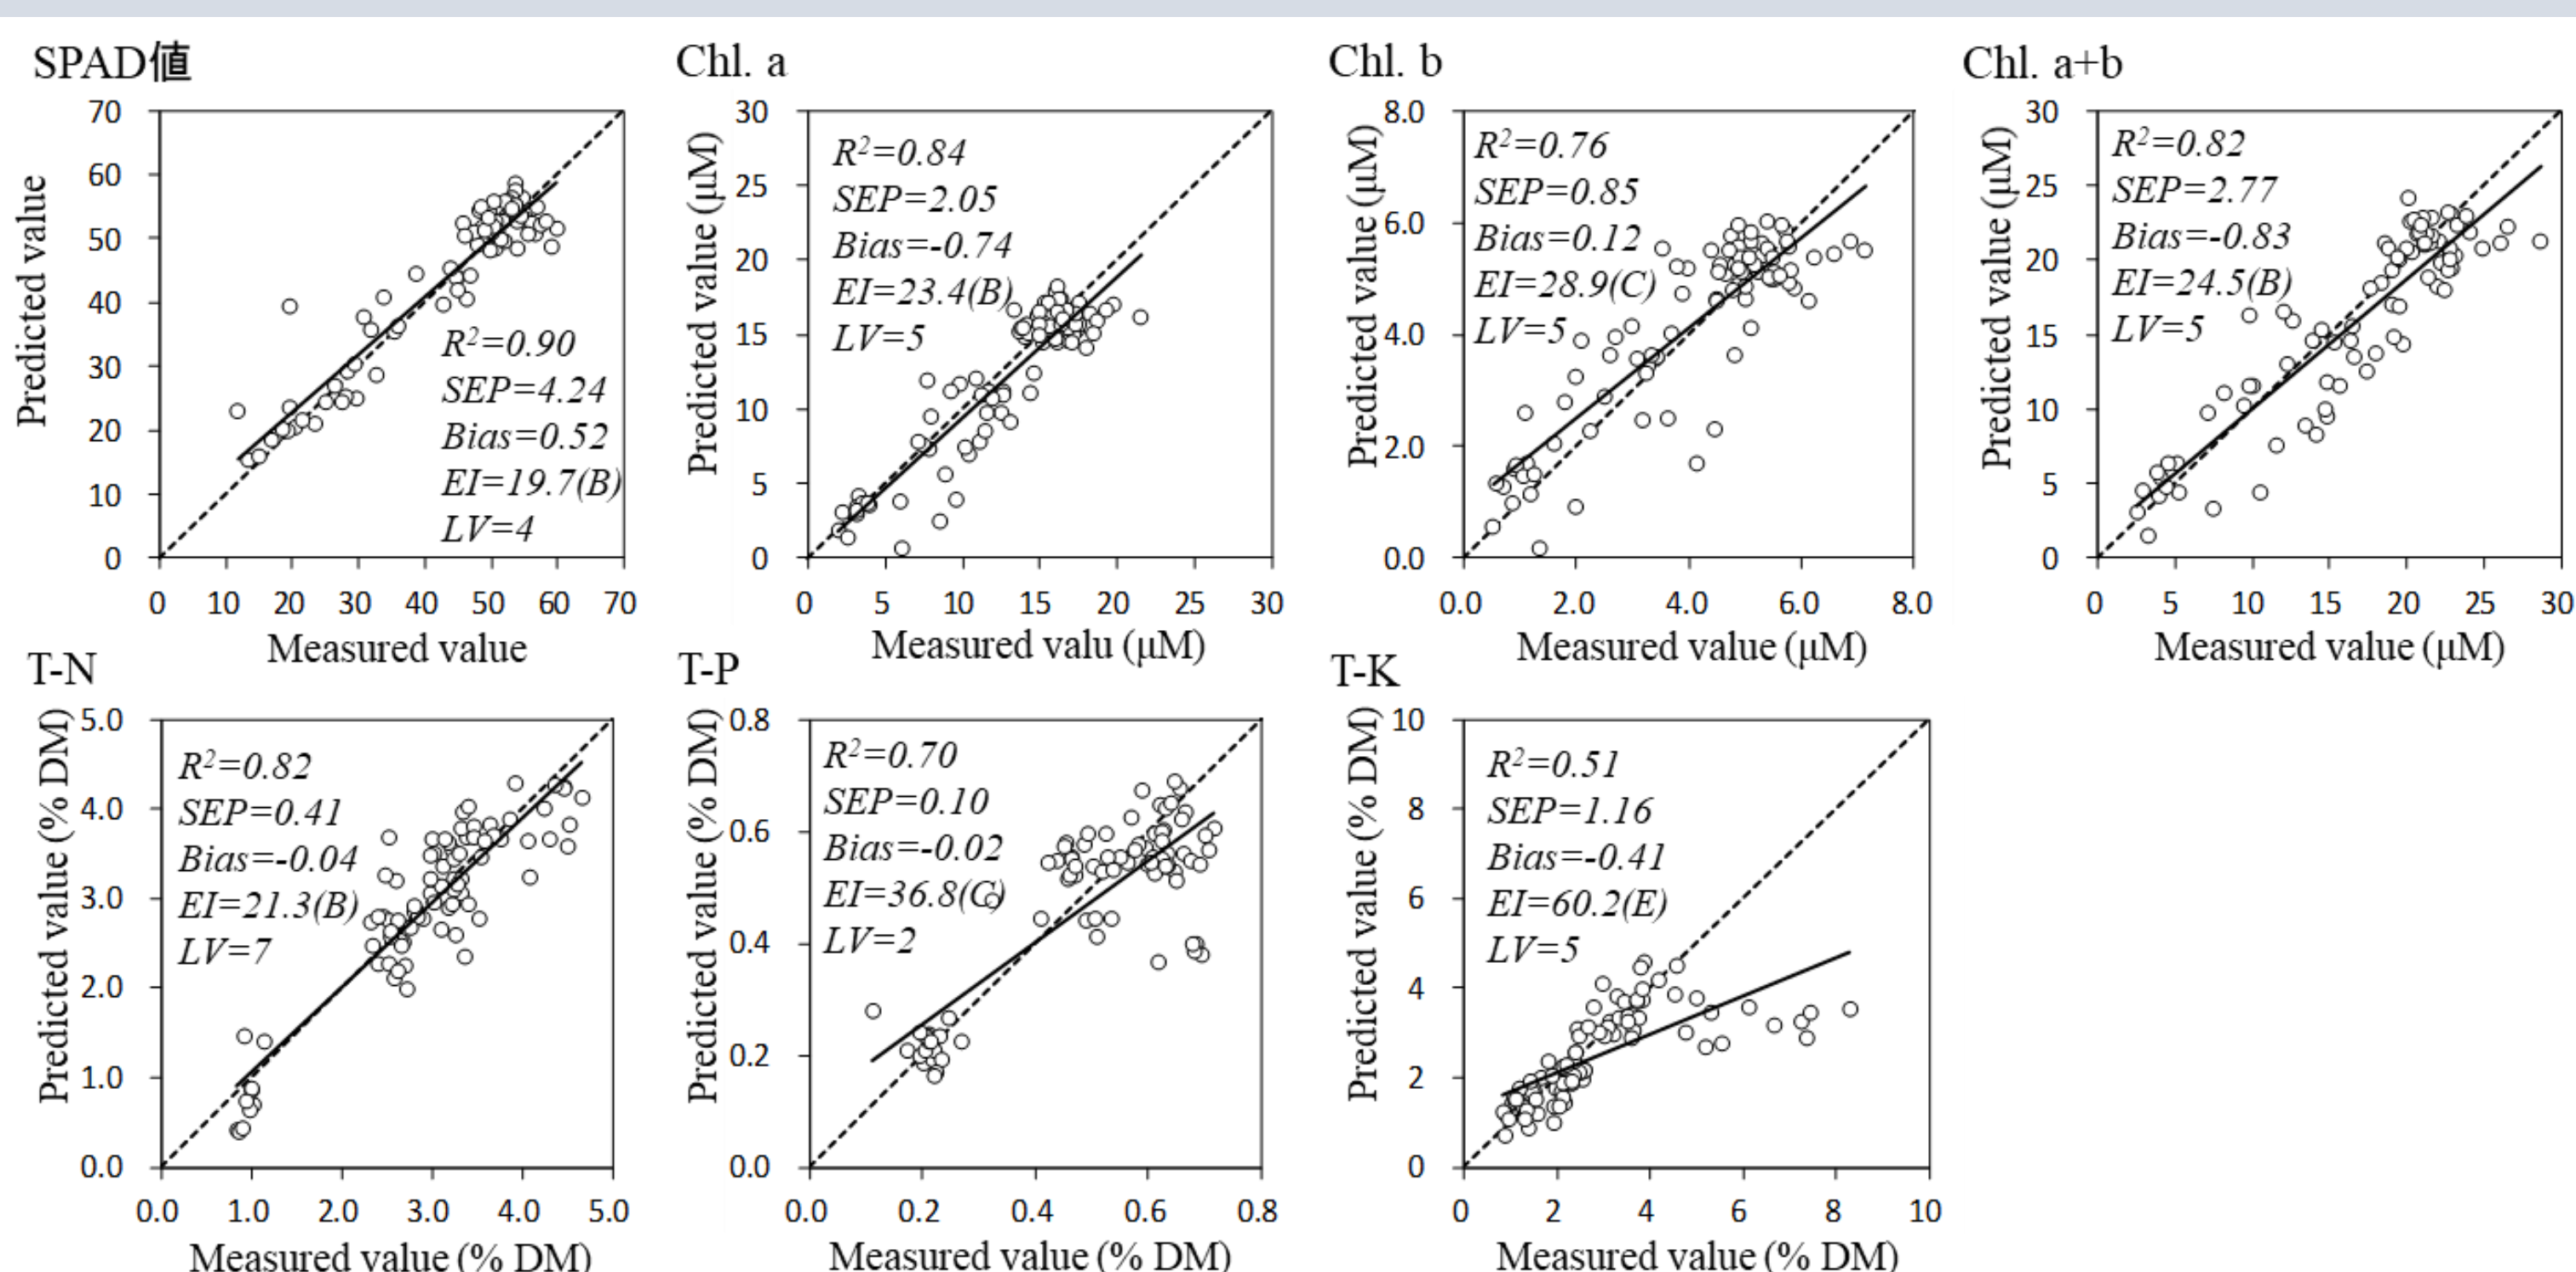 SPAD値
70
60
50
40
30
20
10
0
Predicted value
R²=0.90
SEP=4.24
Bias=0.52
EI=19.7(B)
LV=4
0 10 20 30 40 50 60 70
Measured value
Chl. a
30
25
20
15
10
5
0
Predicted value (μM)
R²=0.84
SEP=2.05
Bias=-0.74
EI=23.4(B)
LV=5
0 5 10 15 20 25 30
Measured valu (μM)
Chl. b
8.0
6.0
4.0
2.0
0.0
Predicted value (μM)
R²=0.76
SEP=0.85
Bias=0.12
EI=28.9(C)
LV=5
0.0 2.0 4.0 6.0 8.0
Measured value (μM)
Chl. a+b
30
25
20
15
10
5
0
Predicted value (μM)
R²=0.82
SEP=2.77
Bias=-0.83
EI=24.5(B)
LV=5
0 5 10 15 20 25 30
Measured value (μM)
T-N
5.0
4.0
3.0
2.0
1.0
0.0
Predicted value (% DM)
R²=0.82
SEP=0.41
Bias=-0.04
EI=21.3(B)
LV=7
0.0 1.0 2.0 3.0 4.0 5.0
Measured value (% DM)
T-P
0.8
0.6
0.4
0.2
0.0
Predicted value (% DM)
R²=0.70
SEP=0.10
Bias=-0.02
EI=36.8(C)
LV=2
0.0 0.2 0.4 0.6 0.8
Measured value (% DM)
T-K
10
8
6
4
2
0
Predicted value (% DM)
R²=0.51
SEP=1.16
Bias=-0.41
EI=60.2(E)
LV=5
0 2 4 6 8 10
Measured value (% DM)